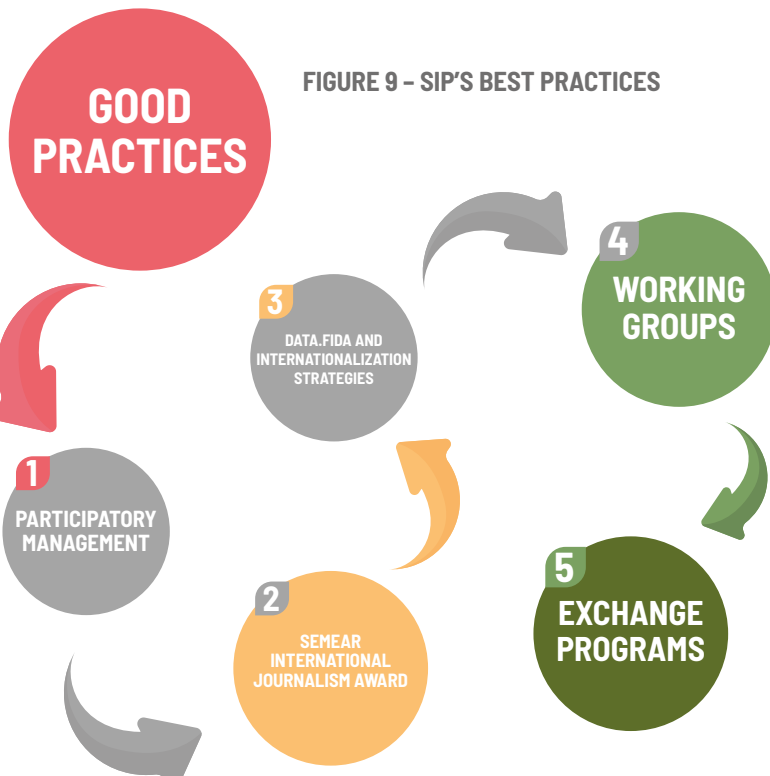 FIGURE 9 – SIP'S BEST PRACTICES
GOOD
PRACTICES
1
PARTICIPATORY
MANAGEMENT
2
SEMEAR
INTERNATIONAL
JOURNALISM AWARD
3
DATA.FIDA AND
INTERNATIONALIZATION
STRATEGIES
4
WORKING
GROUPS
5
EXCHANGE
PROGRAMS